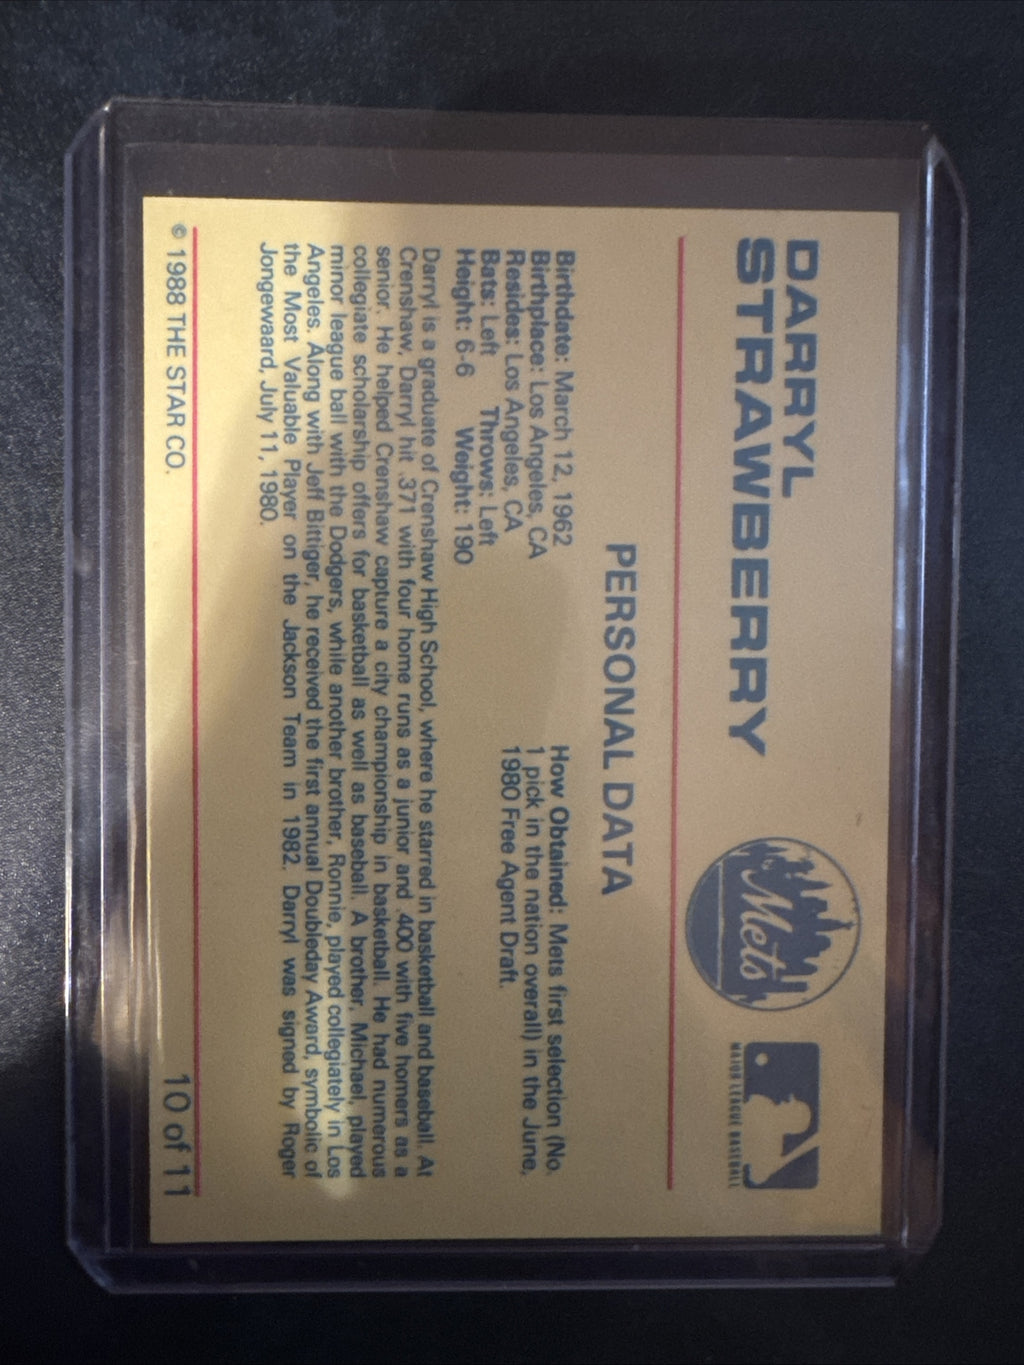 DARRYL
STRAWBERRY
Mets
MAJOR LEAGUE BASEBALL
PERSONAL DATA
Birthdate: March 12, 1962
Birthplace: Los Angeles, CA
Resides: Los Angeles, CA
Bats: Left Throws: Left
Height: 6-6 Weight: 190
How Obtained: Mets first selection (No.
1 pick in the nation overall) in the June,
1980 Free Agent Draft.
Darryl is a graduate of Crenshaw High School, where he starred in basketball and baseball. At
Crenshaw, Darryl hit .371 with four home runs as a junior and .400 with five homers as a
senior. He helped Crenshaw capture a city championship in basketball. He had numerous
collegiate scholarship offers for basketball as well as baseball. A brother, Michael, played
minor league ball with the Dodgers, while another brother, Ronnie, played collegiately in Los
Angeles. Along with Jeff Bittiger, he received the first annual Doubleday Award, symbolic of
the Most Valuable Player on the Jackson Team in 1982. Darryl was signed by Roger
Jongewaard, July 11, 1980.
© 1988 THE STAR CO. 10 of 11